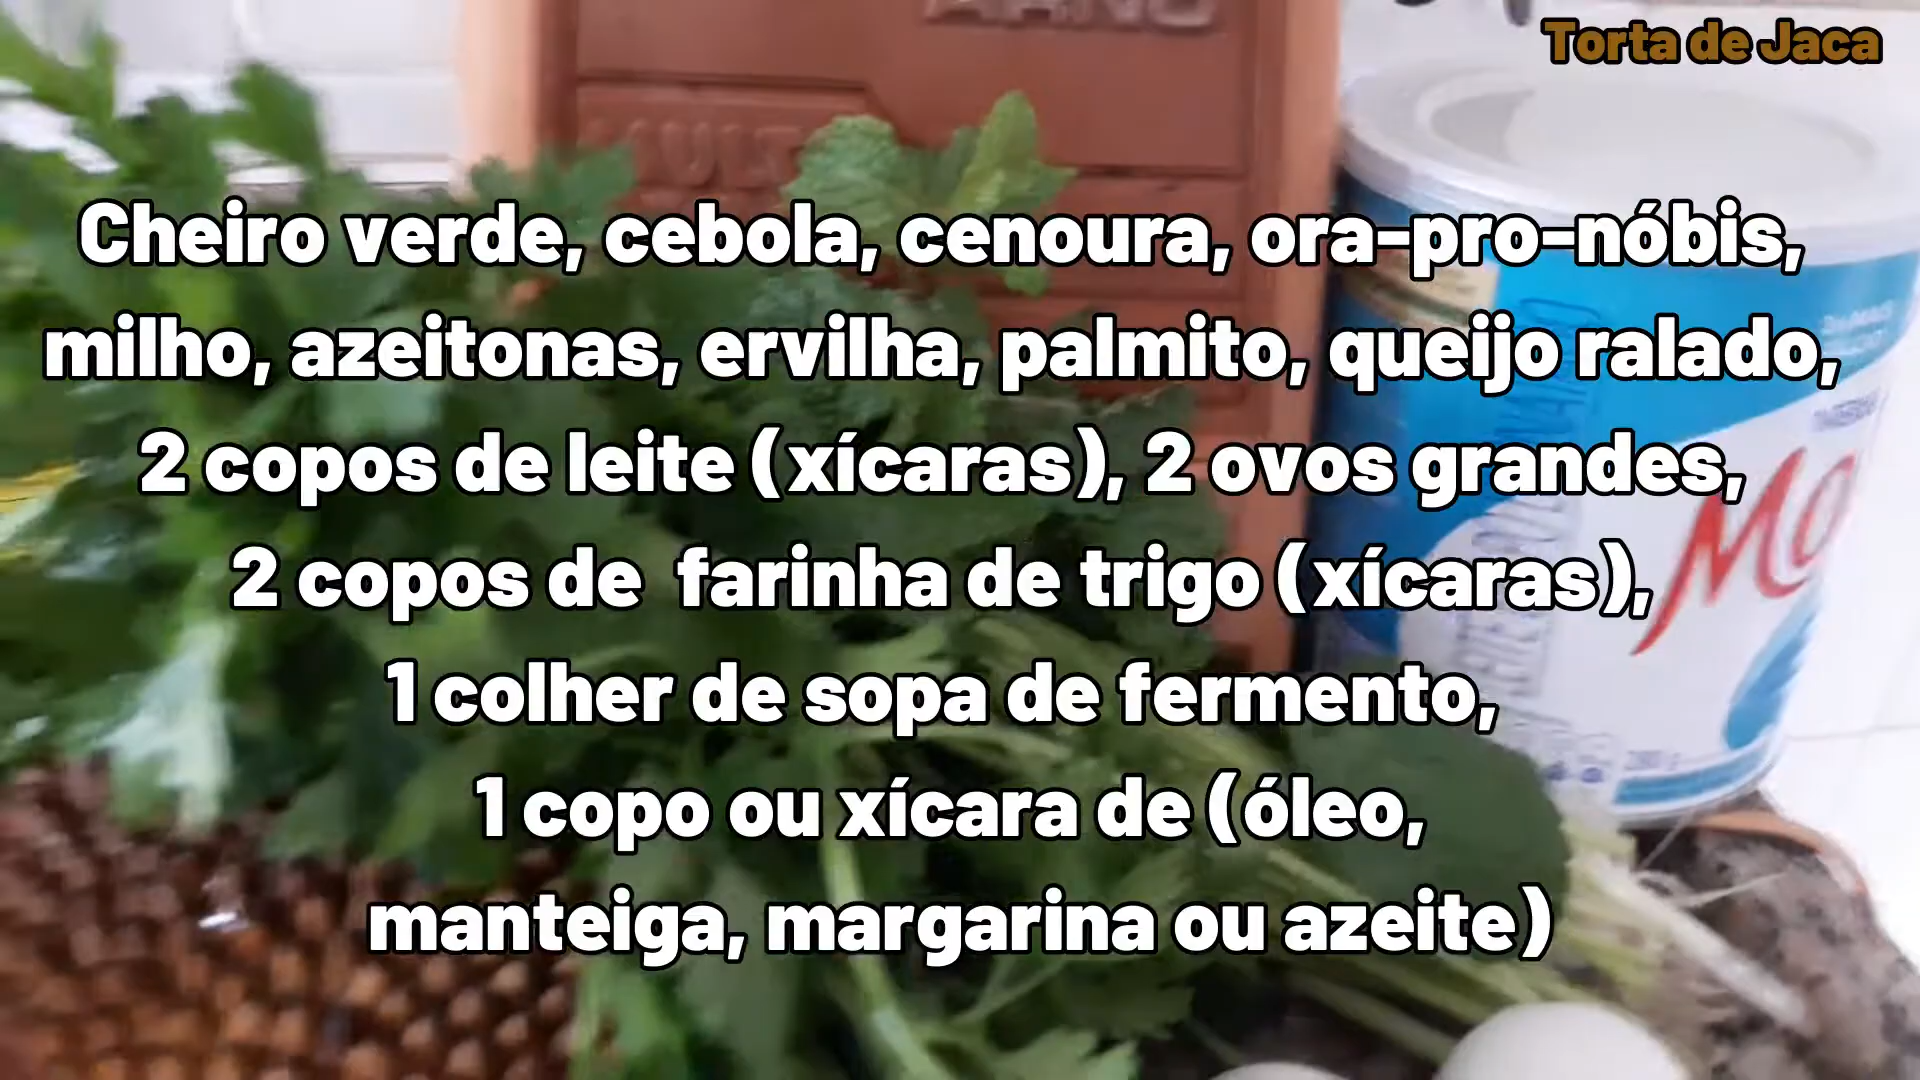 Torta de Jaca
Cheiro verde, cebola, cenoura, ora-pro-nóbis,
milho, azeitonas, ervilha, palmito, queijo ralado,
2 copos de leite (xícaras), 2 ovos grandes,
2 copos de farinha de trigo (xícaras),
1 colher de sopa de fermento,
1 copo ou xícara de (óleo,
manteiga, margarina ou azeite)